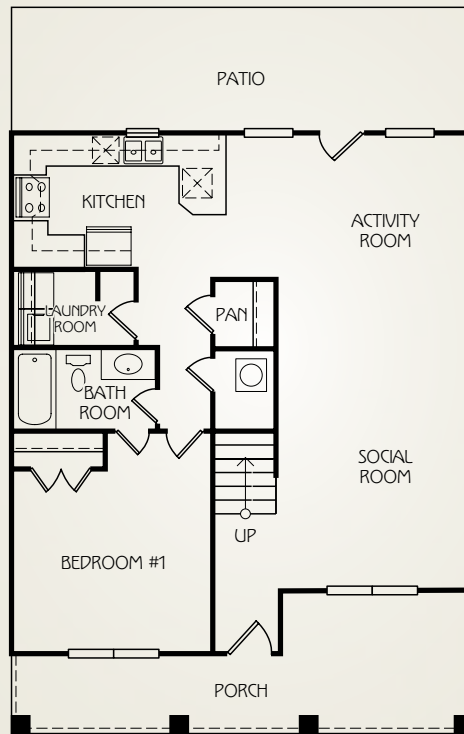 PATIO
KITCHEN
ACTIVITY
ROOM
LAUNDRY
ROOM
PAN
BATH
ROOM
SOCIAL
ROOM
UP
BEDROOM #1
PORCH